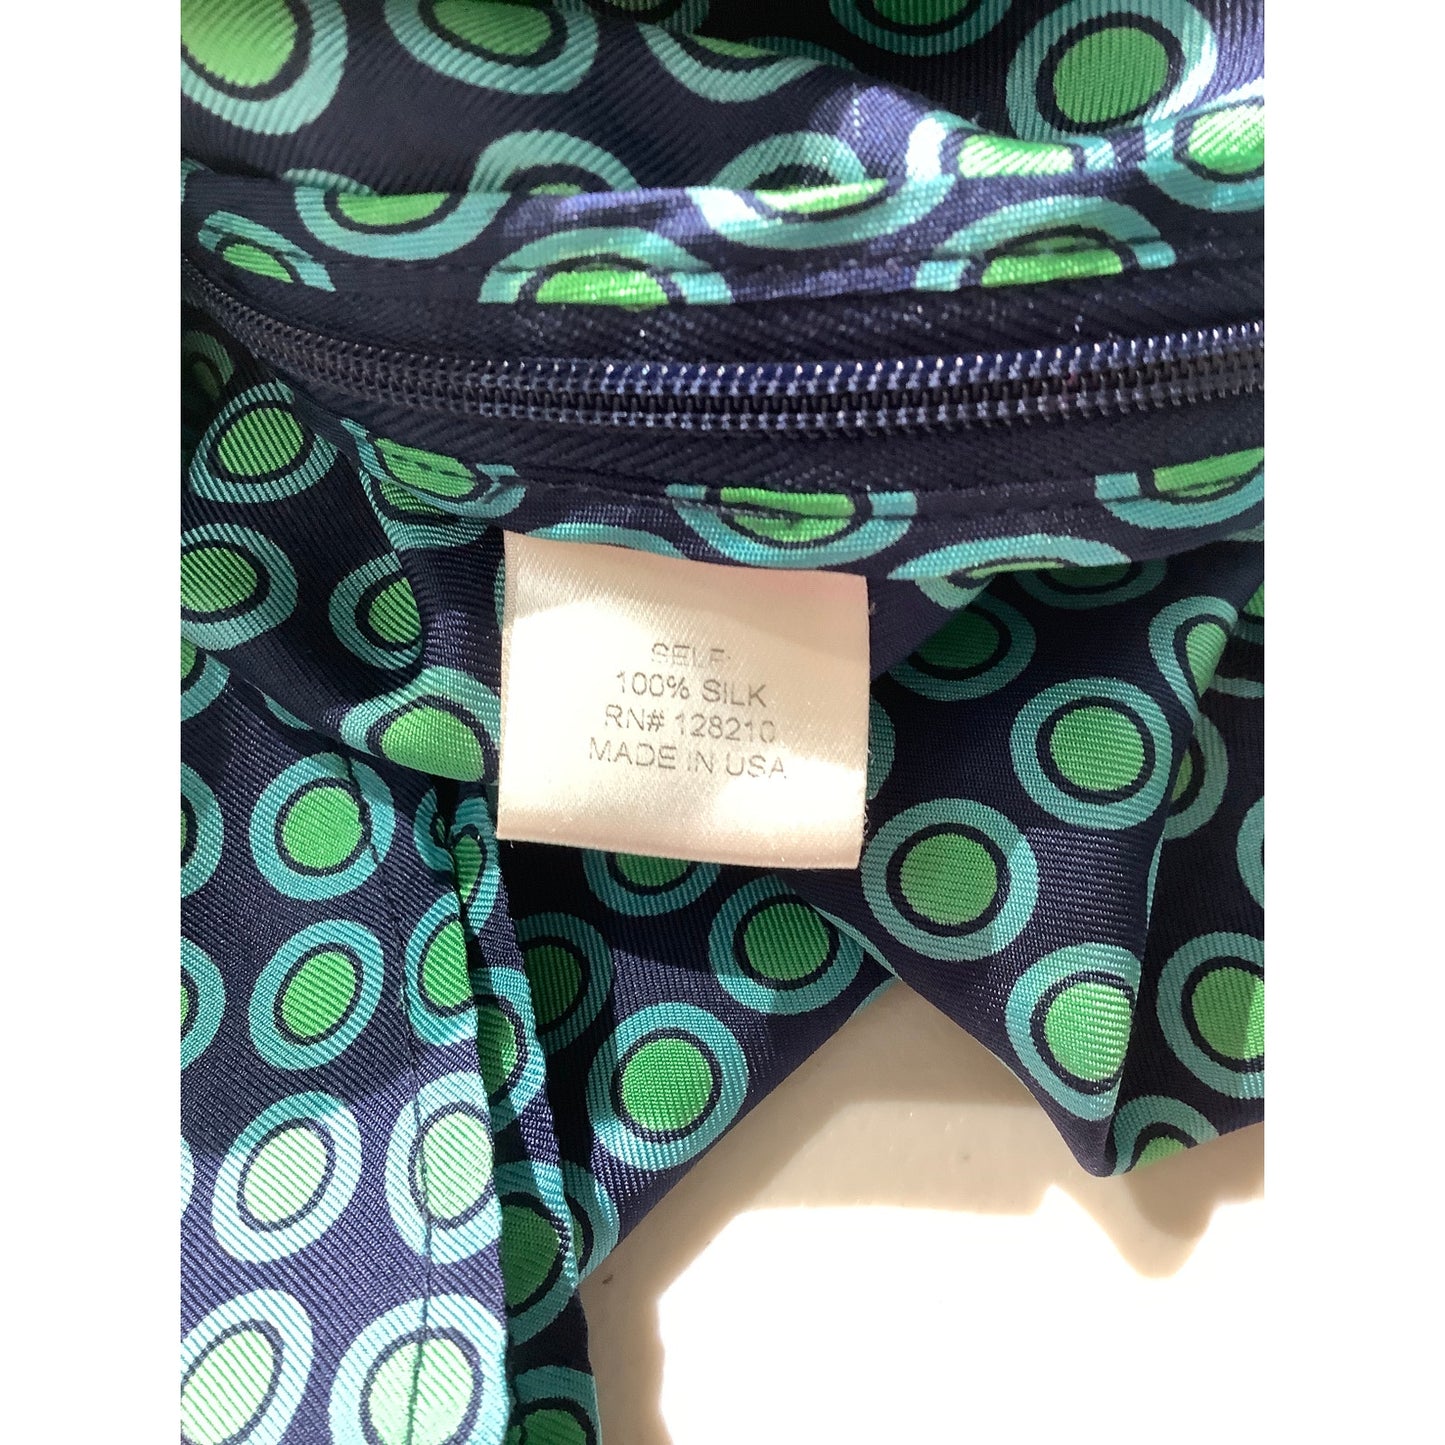 SELF:
100% SILK
RN# 128210
MADE IN USA